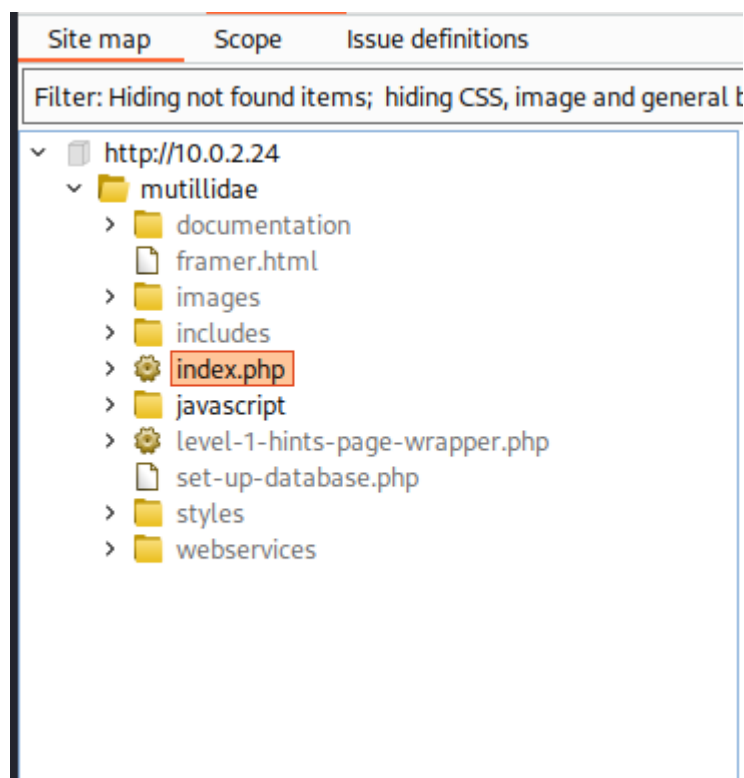 Site map Scope Issue definitions
Filter: Hiding not found items; hiding CSS, image and general
http://10.0.2.24
mutillidae
documentation
framer.html
images
includes
index.php
javascript
level-1-hints-page-wrapper.php
set-up-database.php
styles
webservices